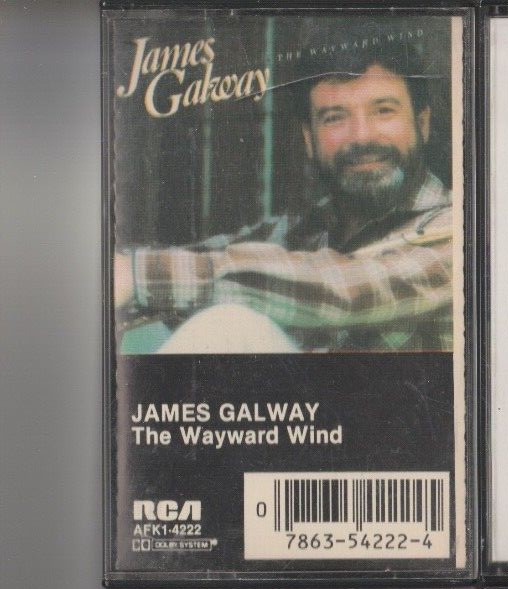 James
Galway
THE WAYWARD WIND
JAMES GALWAY
The Wayward Wind
RCA
AFK1-4222
DOLBY SYSTEM
0
7863-54222-4